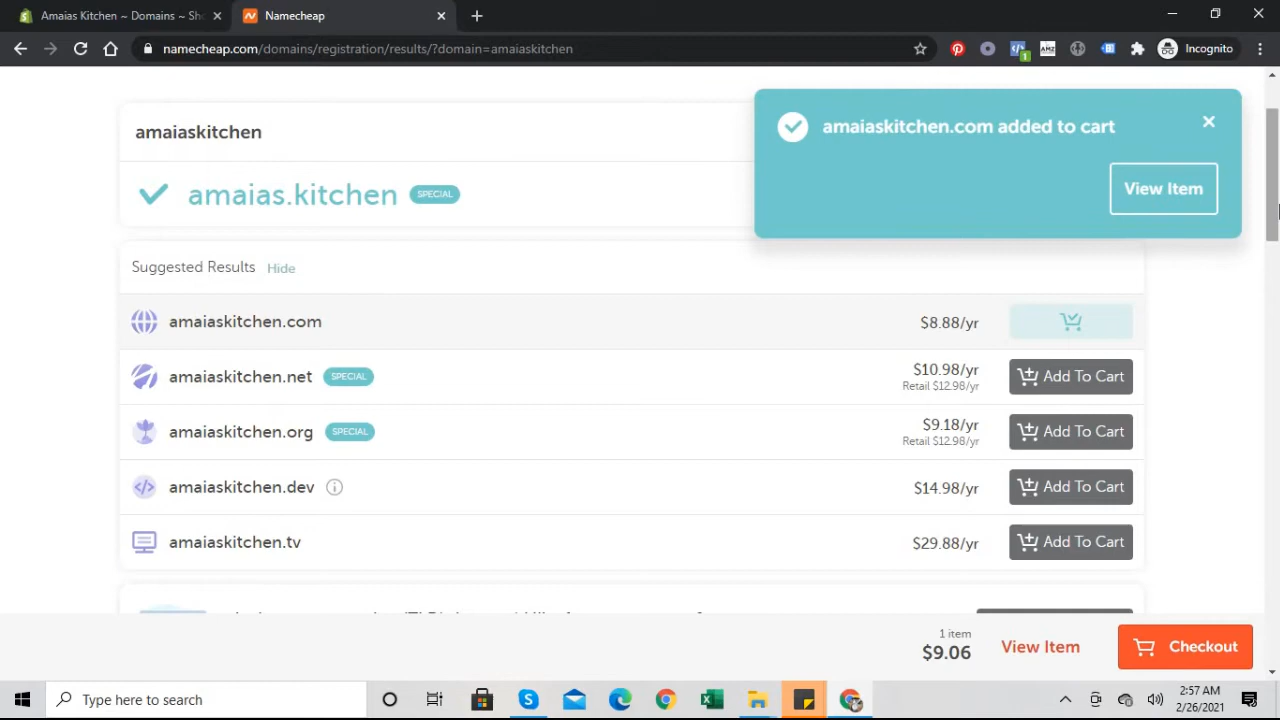 Amaias Kitchen ~ Domains ~ Sho
Namecheap
namecheap.com/domains/registration/results/?domain=amaiaskitchen
1
Incognito
amaiaskitchen
amaiaskitchen.com added to cart
View Item
amaias.kitchen SPECIAL
Suggested Results Hide
amaiaskitchen.com $8.88/yr
amaiaskitchen.net SPECIAL $10.98/yr Add To Cart
Retail $12.98/yr
amaiaskitchen.org SPECIAL $9.18/yr Add To Cart
Retail $12.98/yr
amaiaskitchen.dev $14.98/yr Add To Cart
amaiaskitchen.tv $29.88/yr Add To Cart
1 item
$9.06
View Item
Checkout
Type here to search
2:57 AM
2/26/2021